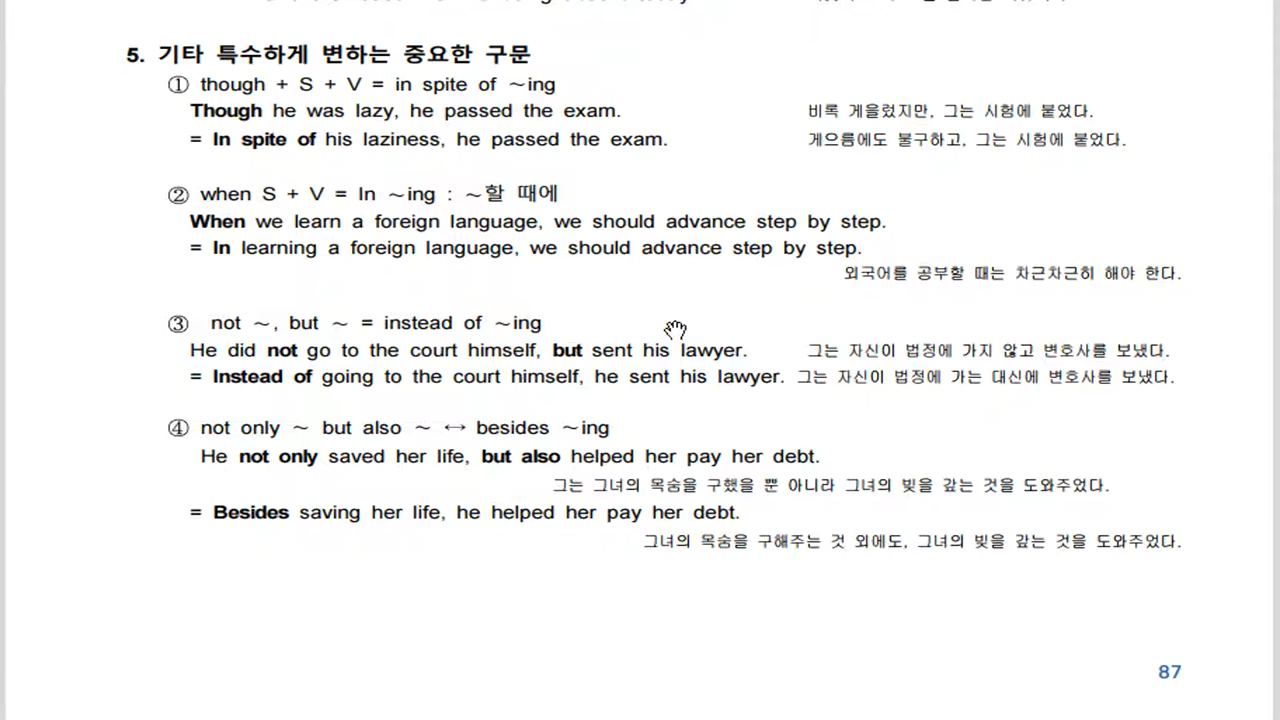 5. 기타 특수하게 변하는 중요한 구문
① though + S + V = in spite of ~ing
Though he was lazy, he passed the exam. 비록 게을렀지만, 그는 시험에 붙었다.
= In spite of his laziness, he passed the exam. 게으름에도 불구하고, 그는 시험에 붙었다.
② when S + V = In ~ing : ~할 때에
When we learn a foreign language, we should advance step by step.
= In learning a foreign language, we should advance step by step.
외국어를 공부할 때는 차근차근히 해야 한다.
③ not ~, but ~ = instead of ~ing
He did not go to the court himself, but sent his lawyer. 그는 자신이 법정에 가지 않고 변호사를 보냈다.
= Instead of going to the court himself, he sent his lawyer. 그는 자신이 법정에 가는 대신에 변호사를 보냈다.
④ not only ~ but also ~ ↔ besides ~ing
He not only saved her life, but also helped her pay her debt.
그는 그녀의 목숨을 구했을 뿐 아니라 그녀의 빚을 갚는 것을 도와주었다.
= Besides saving her life, he helped her pay her debt.
그녀의 목숨을 구해주는 것 외에도, 그녀의 빚을 갚는 것을 도와주었다.
87